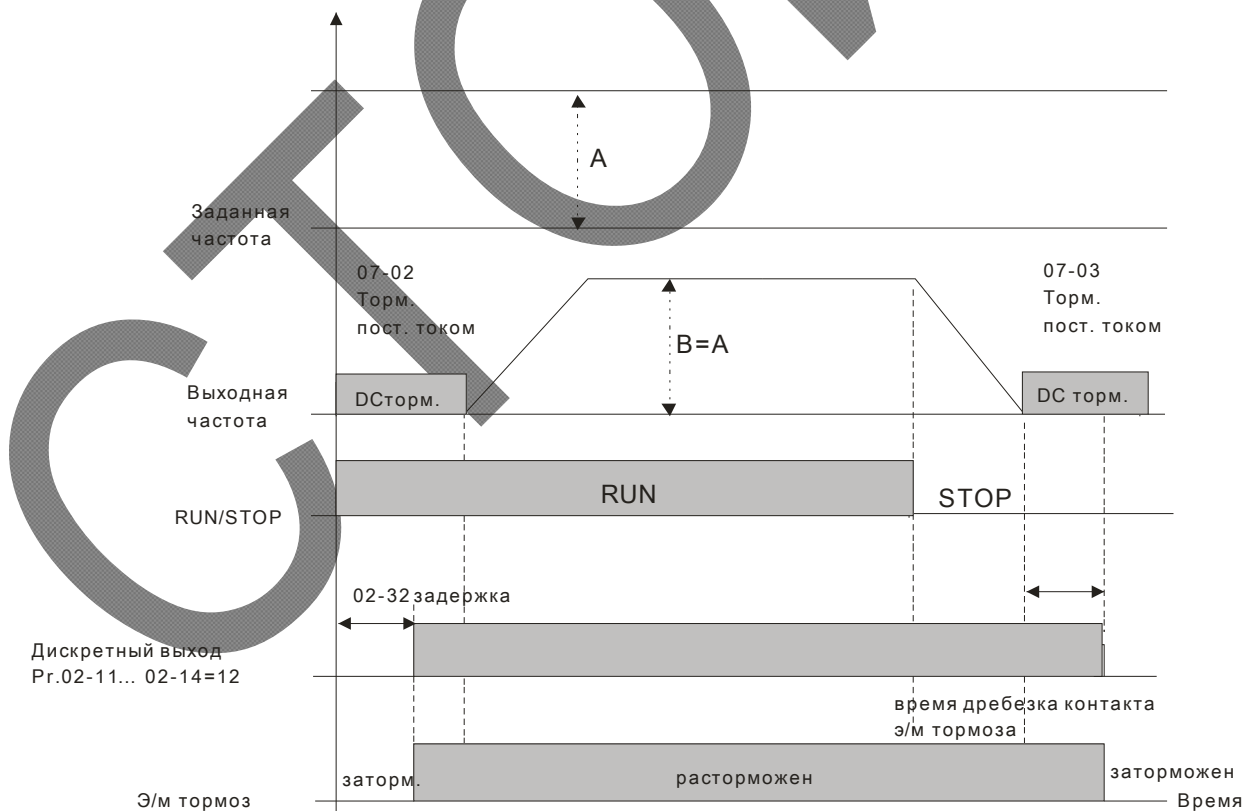 A
Заданная
частота
07-02
Торм.
пост. током
07-03
Торм.
пост. током
B=A
Выходная
частота
DCторм.
DC торм.
RUN
STOP
RUN/STOP
02-32 задержка
Дискретный выход
Pr.02-11... 02-14=12
время дребезка контакта
э/м тормоза
заторм.
расторможен
заторможен
Э/м тормоз
Время